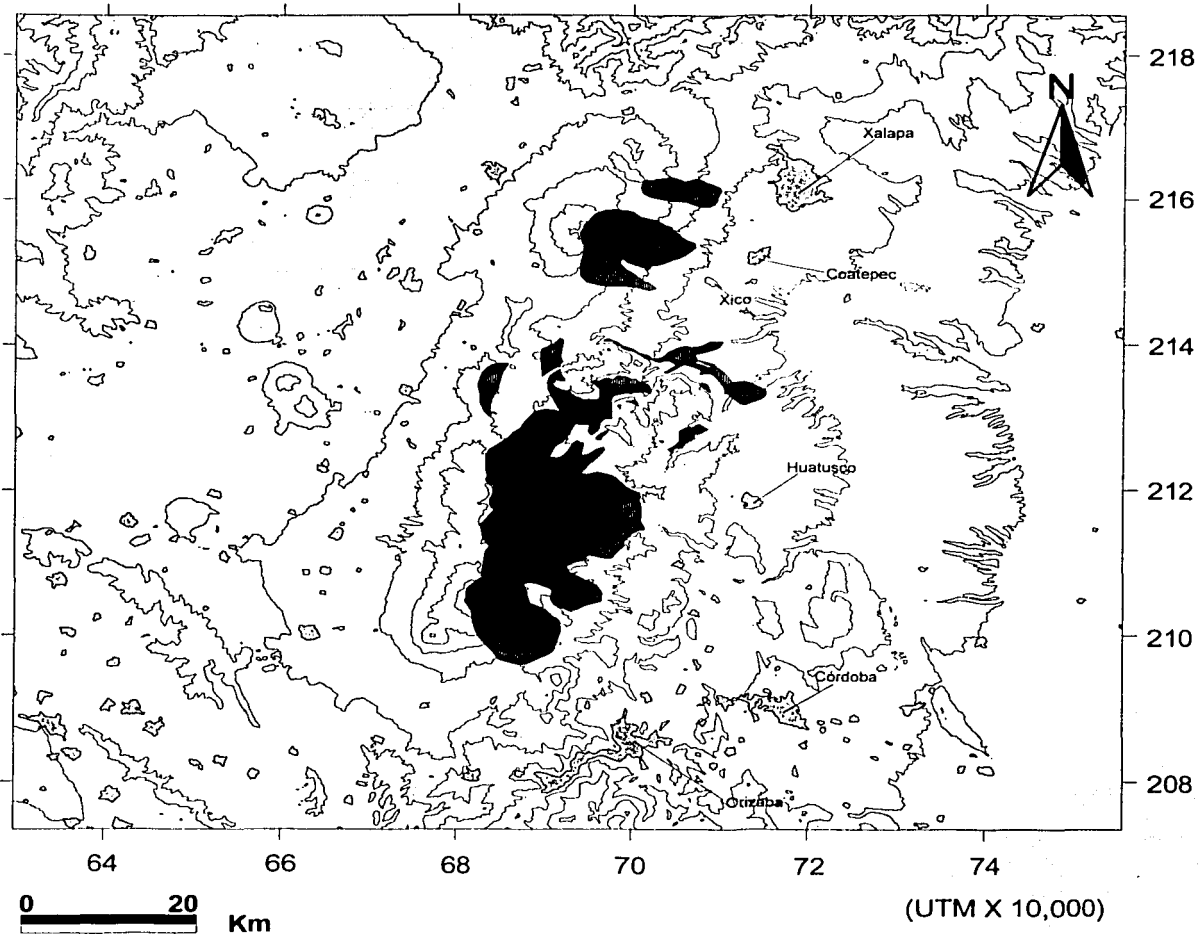 218
N
Xalapa
216
Coatepec
Xico
214
Huatusco
212
210
Córdoba
208
Orizaba
64 66 68 70 72 74
0 20
Km
(UTM X 10,000)